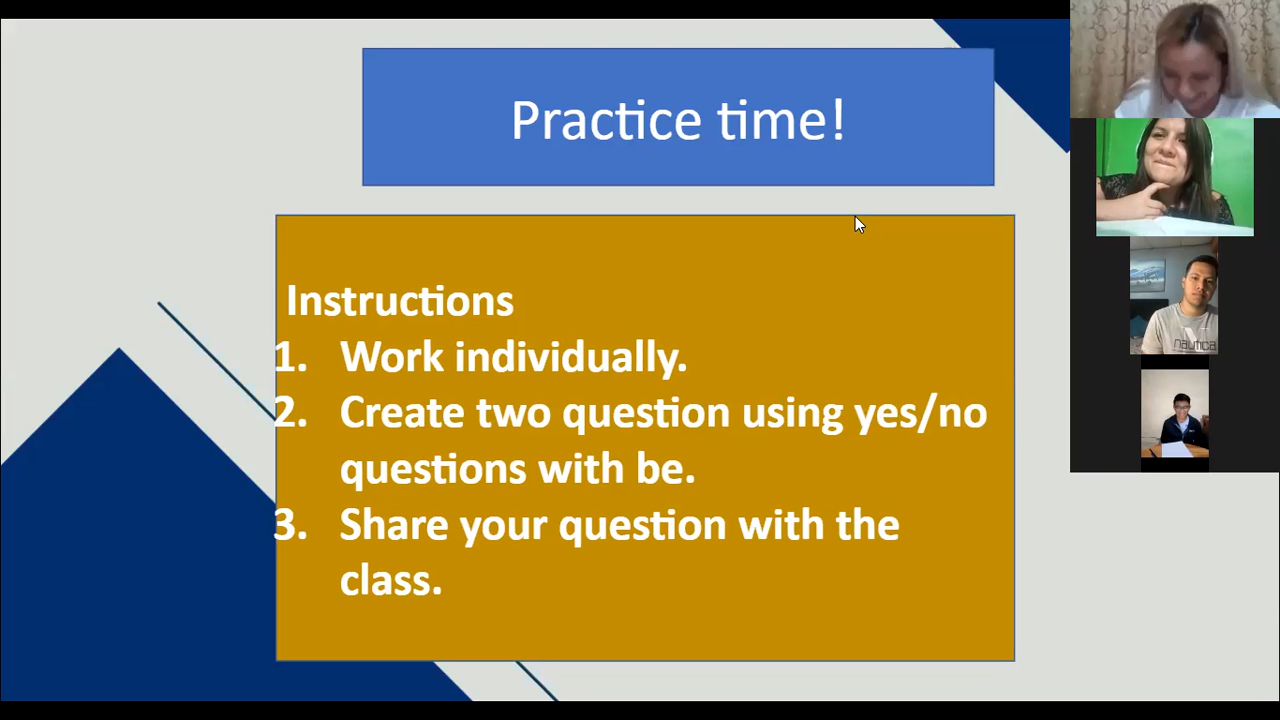 Practice time!
Instructions
1. Work individually.
2. Create two question using yes/no
questions with be.
3. Share your question with the
class.
nautica